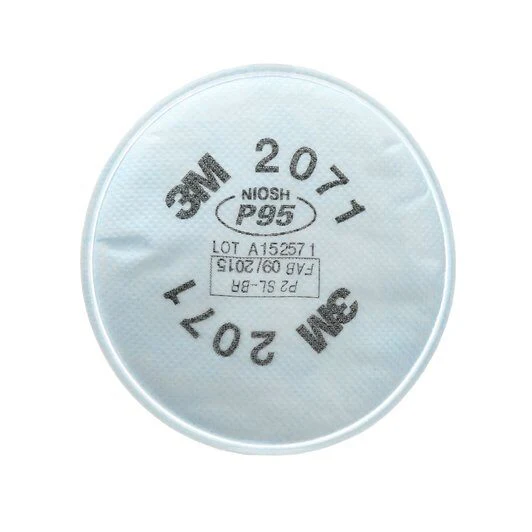 3M 2071
NIOSH
P95
LOT A152571
P2 SL-BR
FAB 09/2015
3M 2071